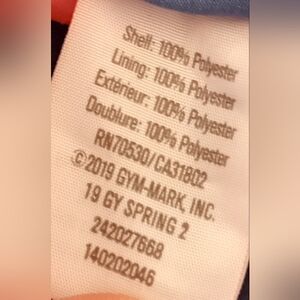 Shell: 100% Polyester
Lining: 100% Polyester
Extérieur: 100% Polyester
Doublure: 100% Polyester
RN70530/CA31802
©2019 GYM-MARK, INC.
19 GY SPRING 2
242027668
140202046